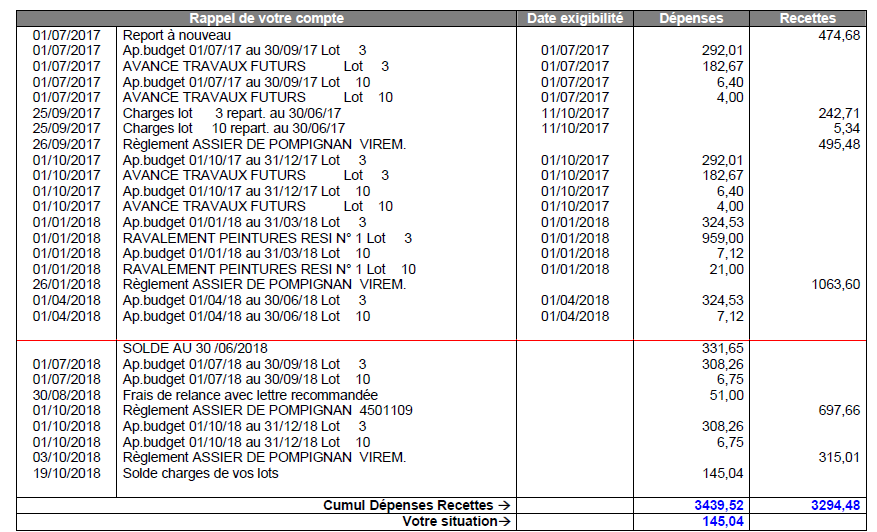 Rappel de votre compte Date exigibilité Dépenses Recettes
01/07/2017 Report à nouveau 474,68
01/07/2017 Ap.budget 01/07/17 au 30/09/17 Lot 3 01/07/2017 292,01
01/07/2017 AVANCE TRAVAUX FUTURS Lot 3 01/07/2017 182,67
01/07/2017 Ap.budget 01/07/17 au 30/09/17 Lot 10 01/07/2017 6,40
01/07/2017 AVANCE TRAVAUX FUTURS Lot 10 01/07/2017 4,00
25/09/2017 Charges lot 3 repart. au 30/06/17 11/10/2017 242,71
25/09/2017 Charges lot 10 repart. au 30/06/17 11/10/2017 5,34
26/09/2017 Règlement ASSIER DE POMPIGNAN VIREM. 495,48
01/10/2017 Ap.budget 01/10/17 au 31/12/17 Lot 3 01/10/2017 292,01
01/10/2017 AVANCE TRAVAUX FUTURS Lot 3 01/10/2017 182,67
01/10/2017 Ap.budget 01/10/17 au 31/12/17 Lot 10 01/10/2017 6,40
01/10/2017 AVANCE TRAVAUX FUTURS Lot 10 01/10/2017 4,00
01/01/2018 Ap.budget 01/01/18 au 31/03/18 Lot 3 01/01/2018 324,53
01/01/2018 RAVALEMENT PEINTURES RESI N° 1 Lot 3 01/01/2018 959,00
01/01/2018 Ap.budget 01/01/18 au 31/03/18 Lot 10 01/01/2018 7,12
01/01/2018 RAVALEMENT PEINTURES RESI N° 1 Lot 10 01/01/2018 21,00
26/01/2018 Règlement ASSIER DE POMPIGNAN VIREM. 1063,60
01/04/2018 Ap.budget 01/04/18 au 30/06/18 Lot 3 01/04/2018 324,53
01/04/2018 Ap.budget 01/04/18 au 30/06/18 Lot 10 01/04/2018 7,12
SOLDE AU 30 /06/2018 331,65
01/07/2018 Ap.budget 01/07/18 au 30/09/18 Lot 3 308,26
01/07/2018 Ap.budget 01/07/18 au 30/09/18 Lot 10 6,75
30/08/2018 Frais de relance avec lettre recommandée 51,00
01/10/2018 Règlement ASSIER DE POMPIGNAN 4501109 697,66
01/10/2018 Ap.budget 01/10/18 au 31/12/18 Lot 3 308,26
01/10/2018 Ap.budget 01/10/18 au 31/12/18 Lot 10 6,75
03/10/2018 Règlement ASSIER DE POMPIGNAN VIREM. 315,01
19/10/2018 Solde charges de vos lots 145,04
Cumul Dépenses Recettes → 3439,52 3294,48
Votre situation→ 145,04